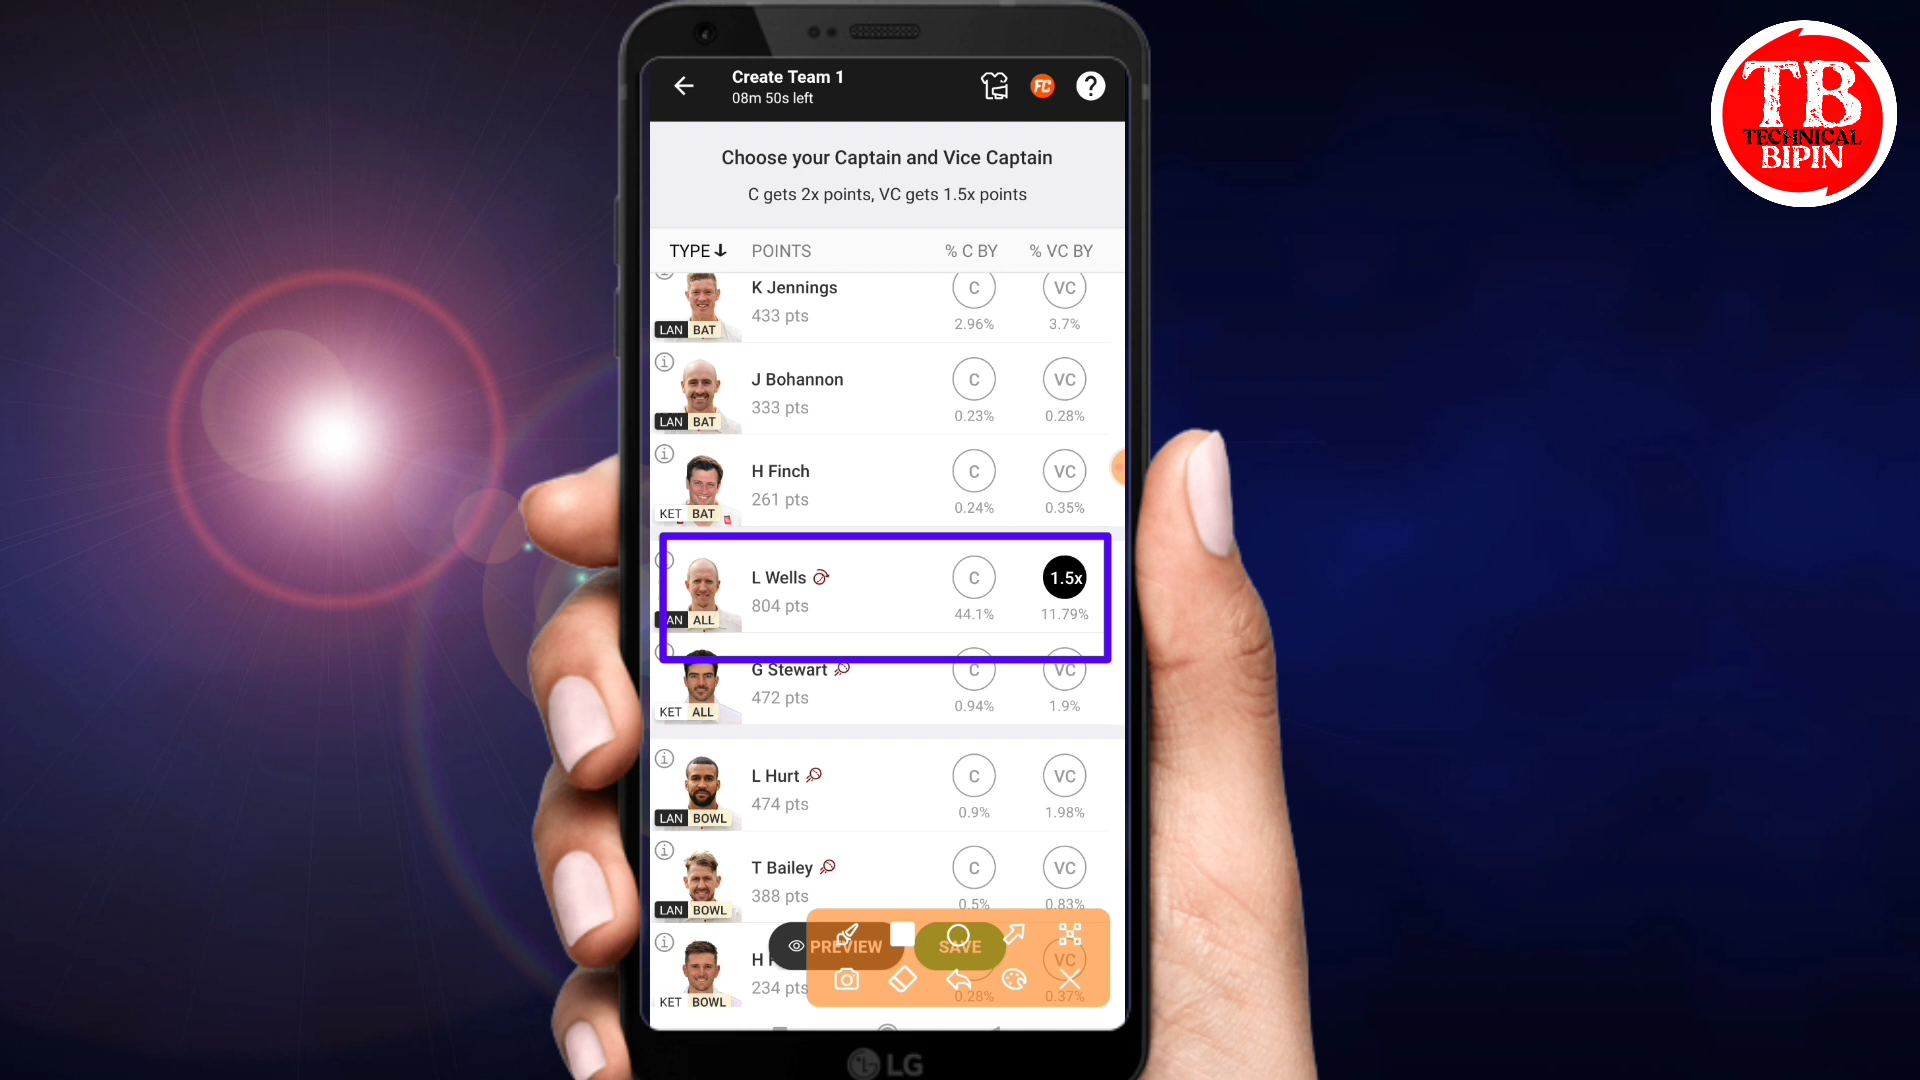 Create Team 1
08m 50s left
FC
?
TB
TECHNICAL
BIPIN
Choose your Captain and Vice Captain
C gets 2x points, VC gets 1.5x points
TYPE POINTS % C BY % VC BY
K Jennings C VC
433 pts 2.96% 3.7%
LAN BAT
J Bohannon C VC
333 pts 0.23% 0.28%
LAN BAT
H Finch C VC
261 pts 0.24% 0.35%
KET BAT
L Wells C 1.5x
804 pts 44.1% 11.79%
AN ALL
G Stewart C VC
472 pts 0.94% 1.9%
KET ALL
L Hurt C VC
474 pts 0.9% 1.98%
LAN BOWL
T Bailey C VC
388 pts 0.5% 0.83%
LAN BOWL
PREVIEW SAVE
H VC
234 pts 0.28% 0.37%
KET BOWL
LG